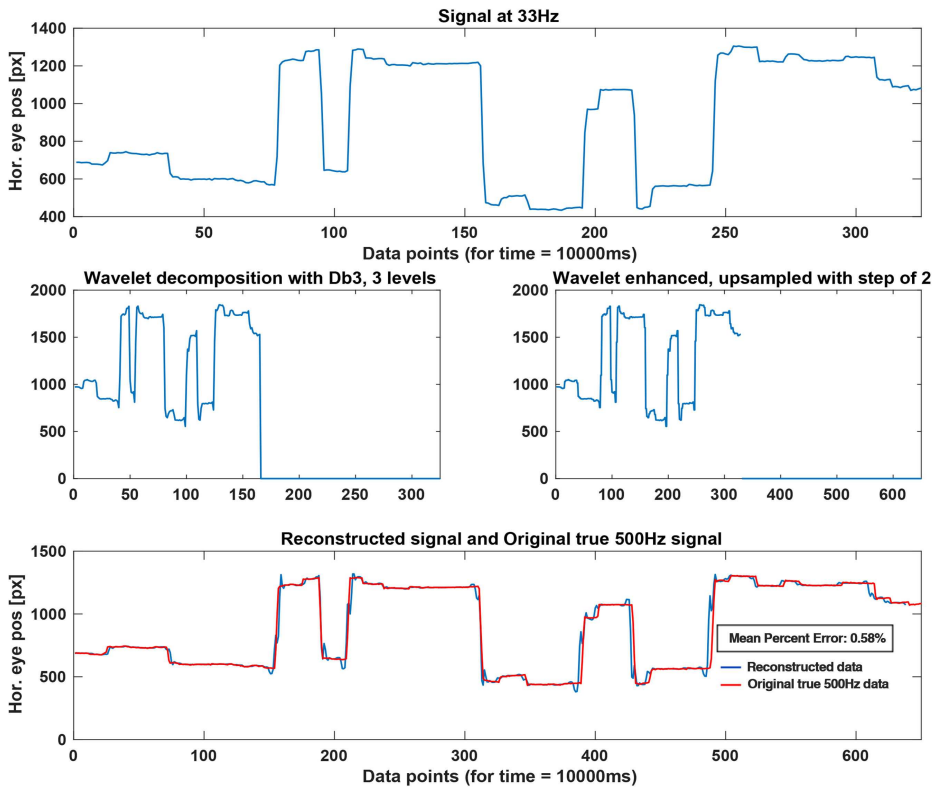 Signal at 33Hz
Hor. eye pos [px]
1400
1200
1000
800
600
400
0 50 100 150 200 250 300
Data points (for time = 10000ms)
Wavelet decomposition with Db3, 3 levels
2000
1500
1000
500
0
0 50 100 150 200 250 300
Wavelet enhanced, upsampled with step of 2
2000
1500
1000
500
0
0 100 200 300 400 500 600
Reconstructed signal and Original true 500Hz signal
Hor. eye pos [px]
1500
1000
500
0
Mean Percent Error: 0.58%
Reconstructed data
Original true 500Hz data
0 100 200 300 400 500 600
Data points (for time = 10000ms)